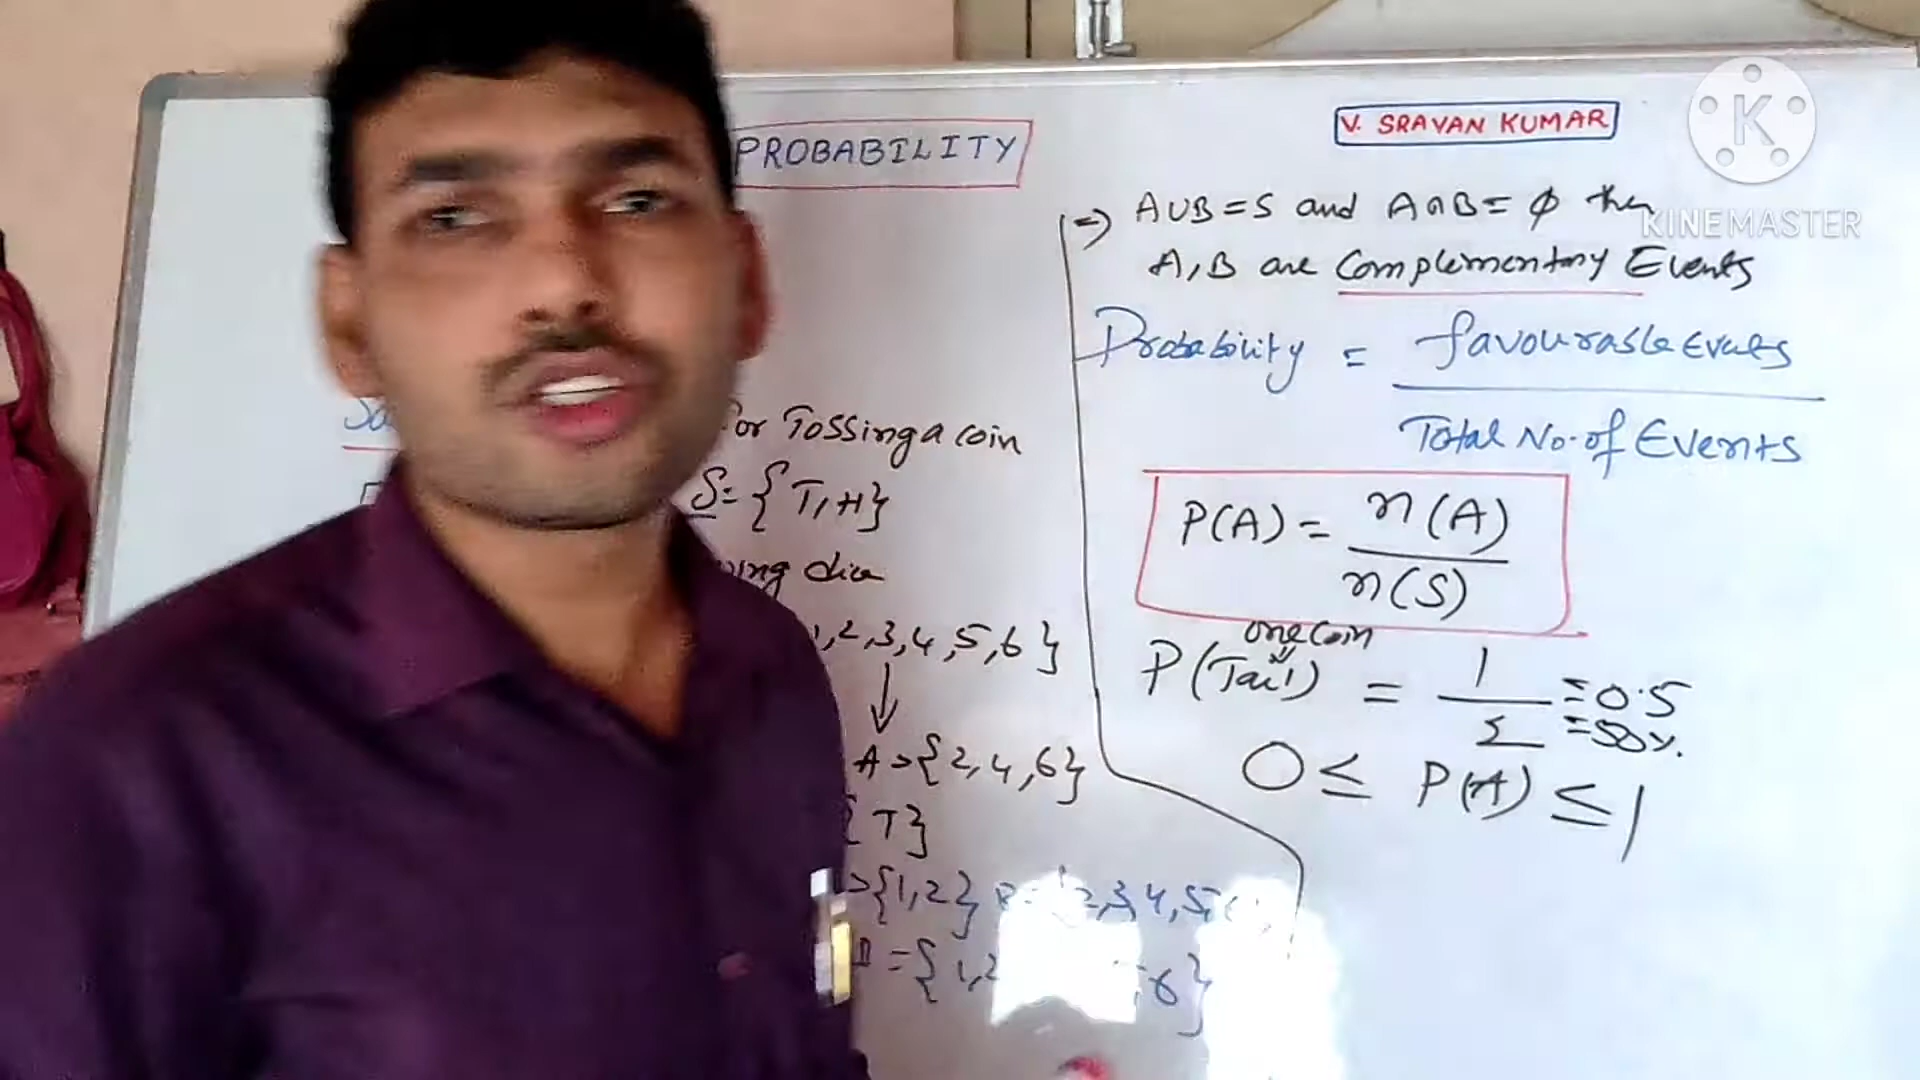 PROBABILITY
V. SRAVAN KUMAR
K
KINEMASTER
For Tossing a coin
S = { T, H }
dice
1, 2, 3, 4, 5, 6 }
A → { 2, 4, 6 }
{ T }
{ 1, 2 }
= { 1, 2 6 }
⇒ A∪B = S and A∩B = ϕ then
A, B are Complementary Events
Probability = favourable Events
Total No. of Events
P(A) = n(A)
n(S)
one coin
P(Tail) = 1/2 = 0.5
= 50%.
0 ≤ P(A) ≤ 1